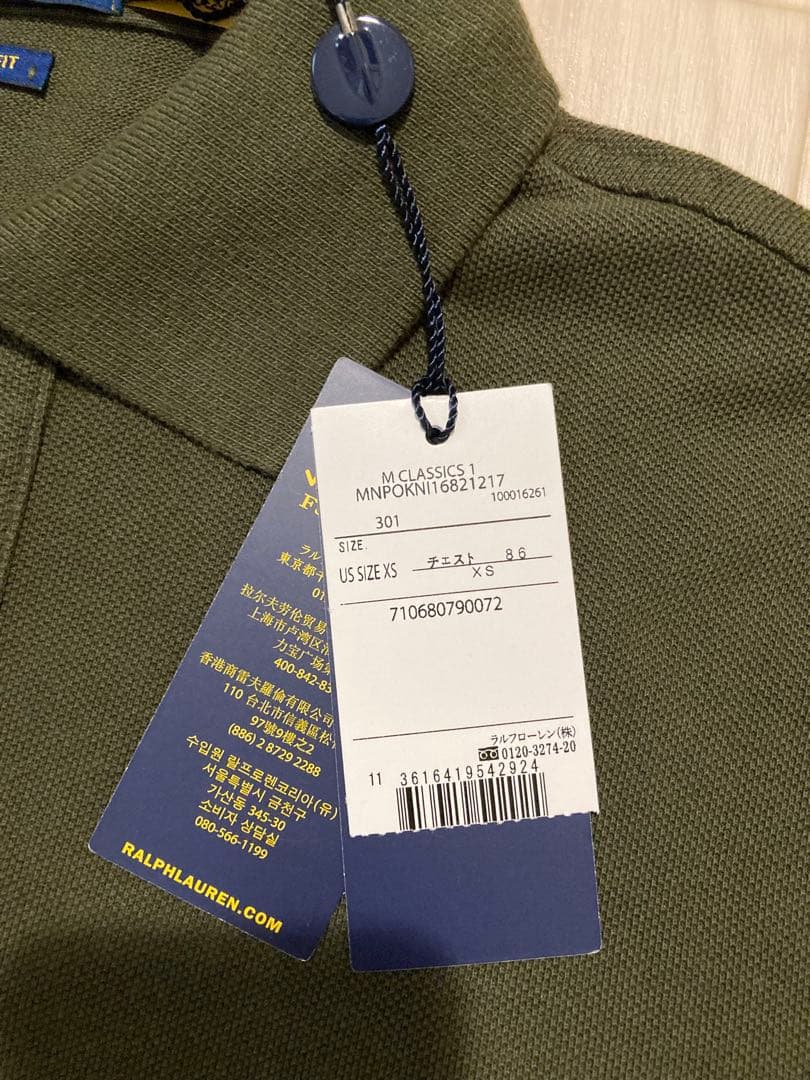 FIT
M CLASSICS 1
MNPOKNI16821217
100016261
301
SIZE.
US SIZE XS
チェスト 86
XS
710680790072
ラルフローレン(株)
0120-3274-20
11 3616419542924
東京都千
拉尔夫劳伦贸易
上海市卢湾区淮
力宝广场第
400-842-83
香港商雷夫羅倫有限公司
110 台北市信義區松
97號9樓之2
(886) 2 8729 2288
수입원 랄프로렌코리아(유)
서울특별시 금천구
가산동 345-30
소비자 상담실
080-566-1199
RALPHLAUREN.COM